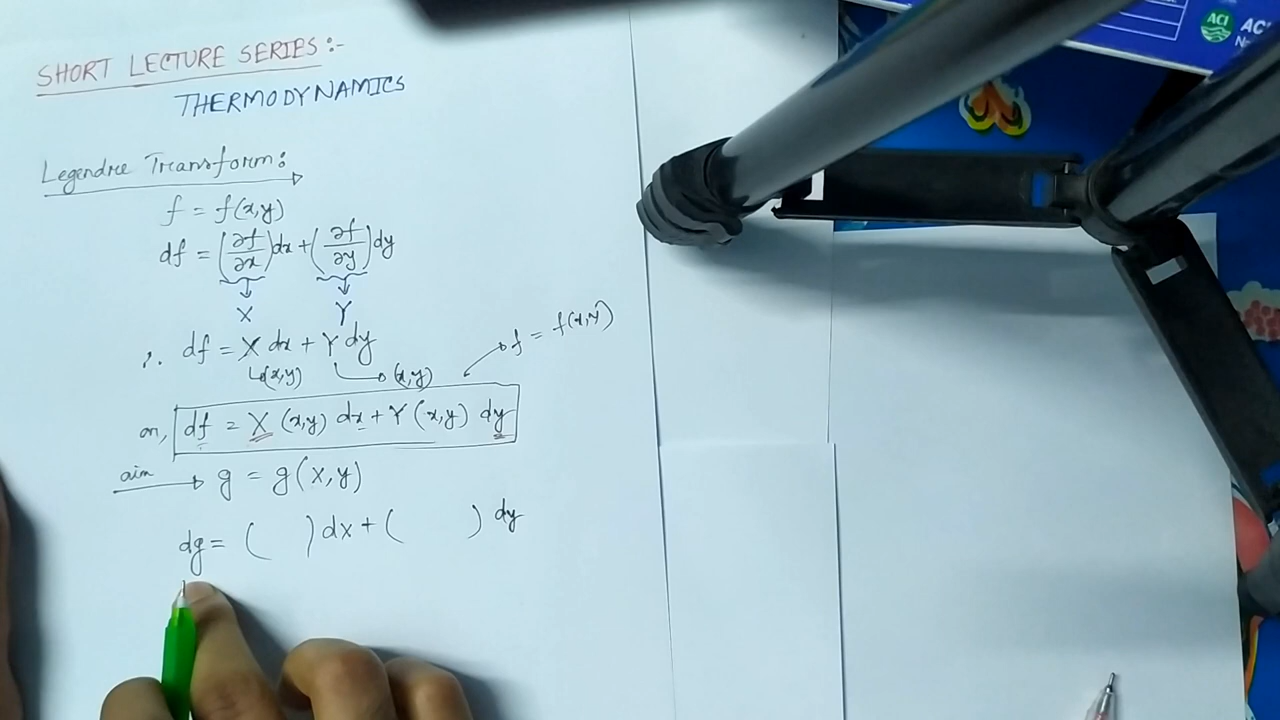 SHORT LECTURE SERIES :-
THERMODYNAMICS
Legendre Transform:
f = f(x,y)
df = (∂f/∂x)dx + (∂f/∂y)dy
X Y
∴ df = X dx + Y dy
(x,y) (x,y)
f = f(x,y)
or, df = X (x,y) dx + Y (x,y) dy
aim → g = g(X,y)
dg = ( ) dX + ( ) dy
ACI
ACI